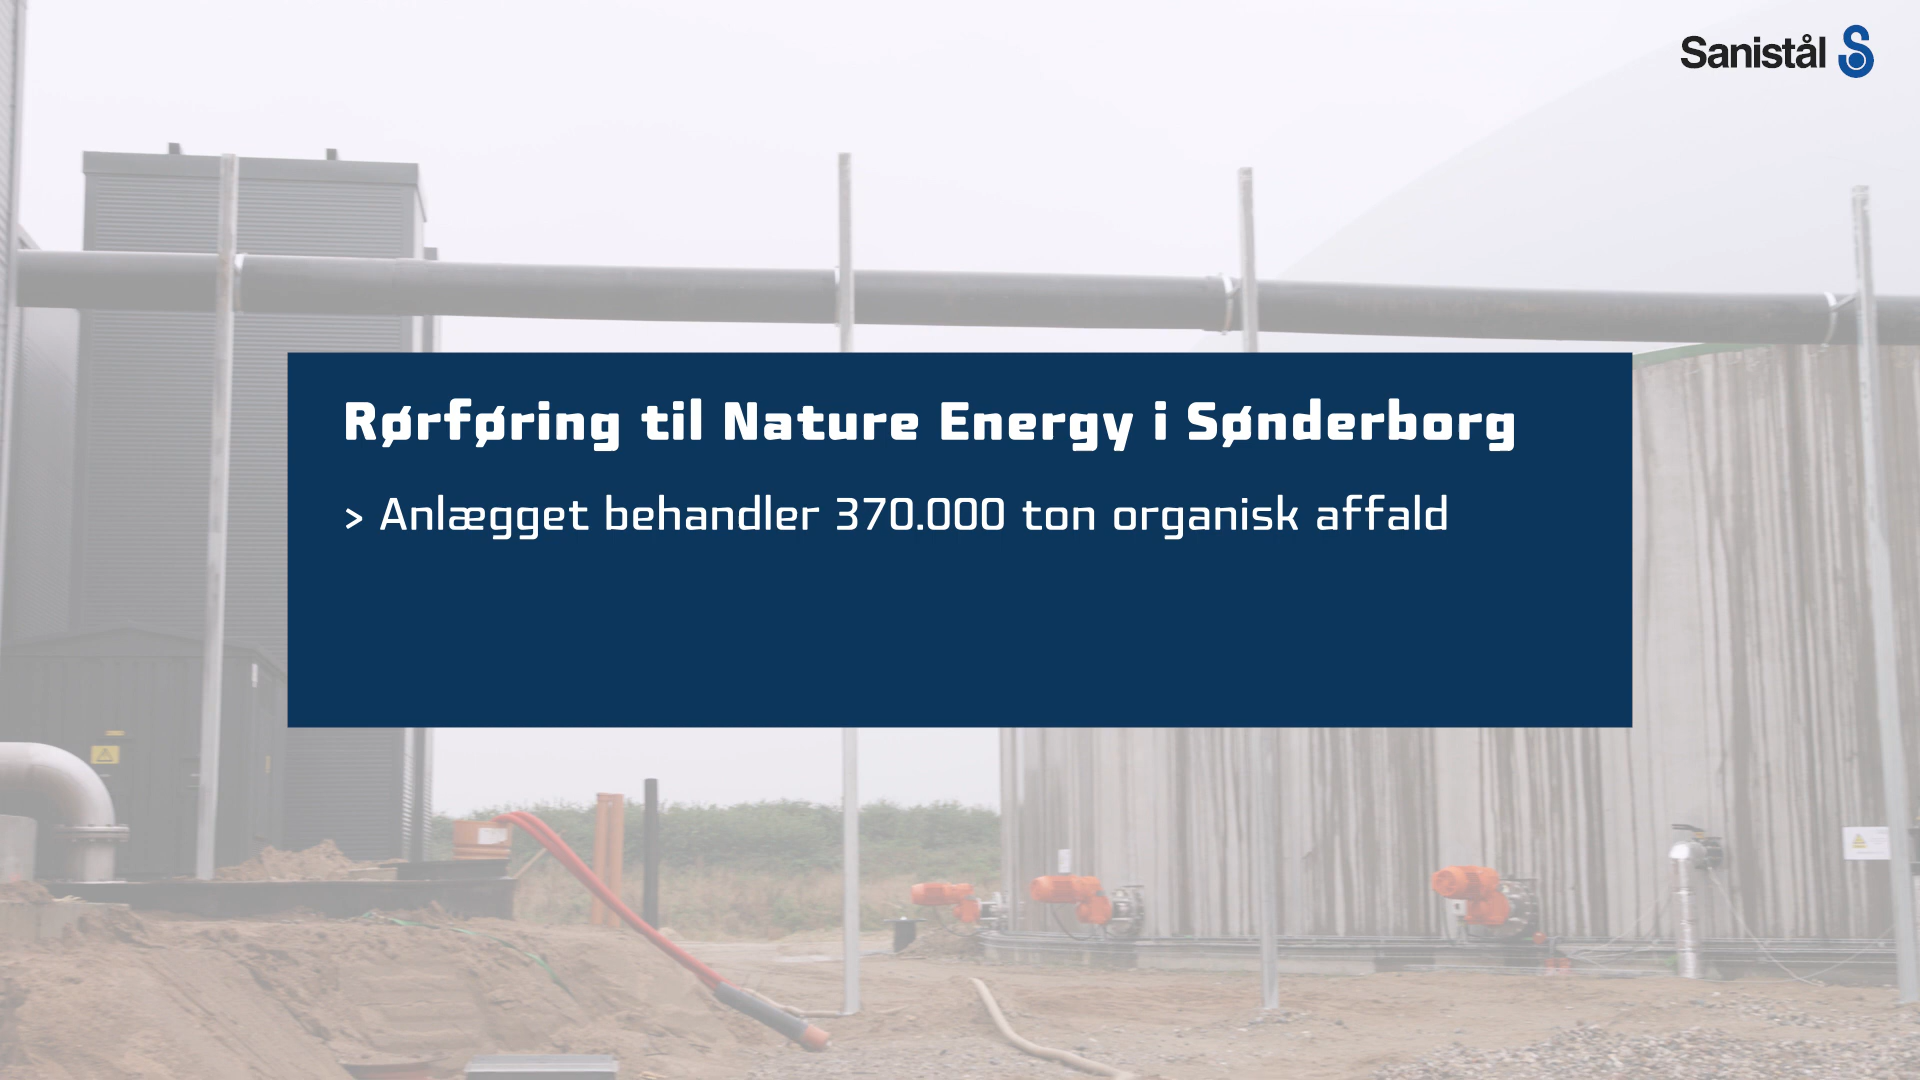 Sanistål
Rørføring til Nature Energy i Sønderborg
> Anlægget behandler 370.000 ton organisk affald